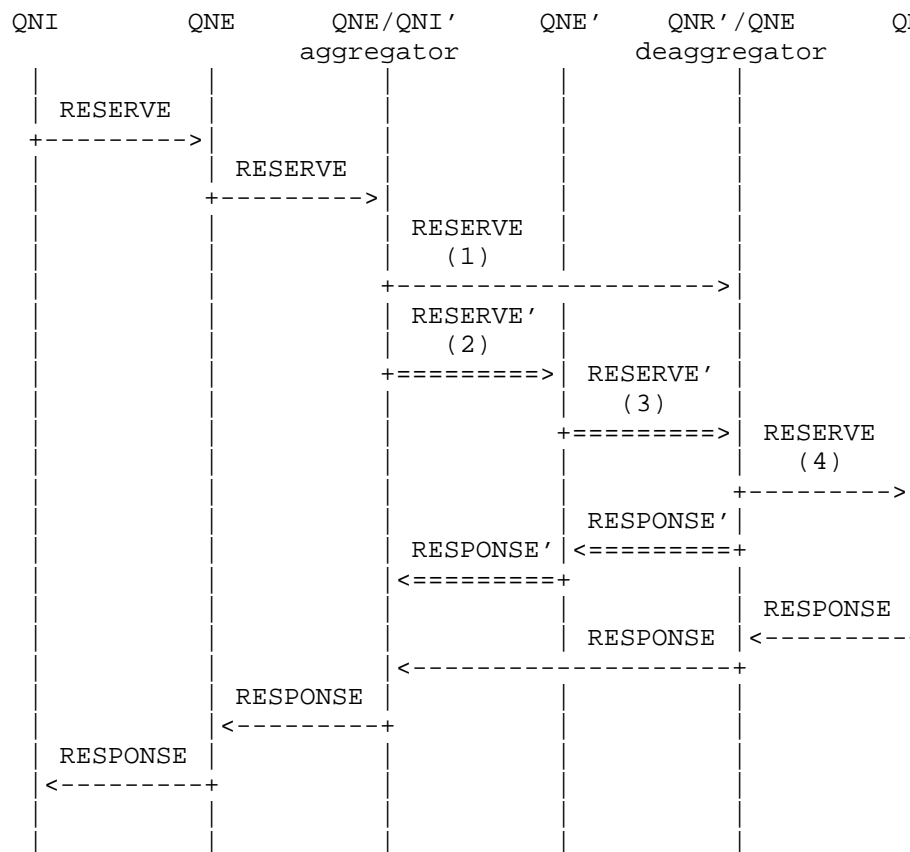 QNI QNE QNE/QNI' QNE' QNR'/QNE
aggregator deaggregator
RESERVE
RESERVE
RESERVE
(1)
RESERVE'
(2)
RESERVE'
(3)
RESERVE
(4)
RESPONSE'
RESPONSE'
RESPONSE
RESPONSE
RESPONSE
RESPONSE